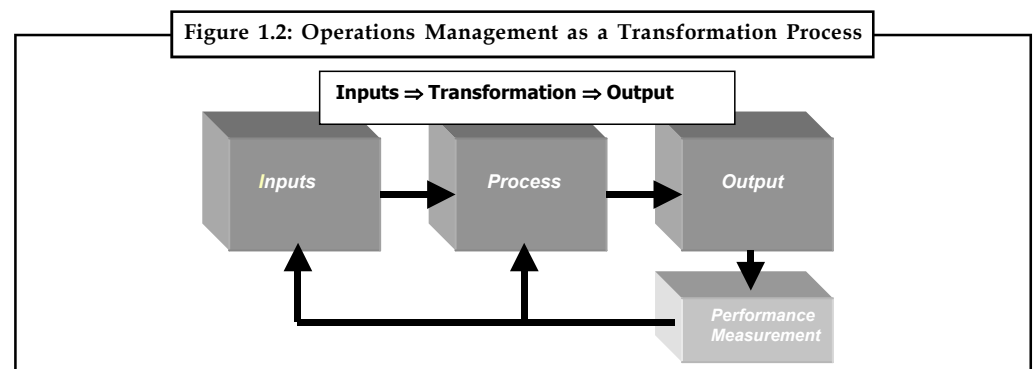 Figure 1.2: Operations Management as a Transformation Process
Inputs ⇒ Transformation ⇒ Output
Inputs
Process
Output
Performance
Measurement